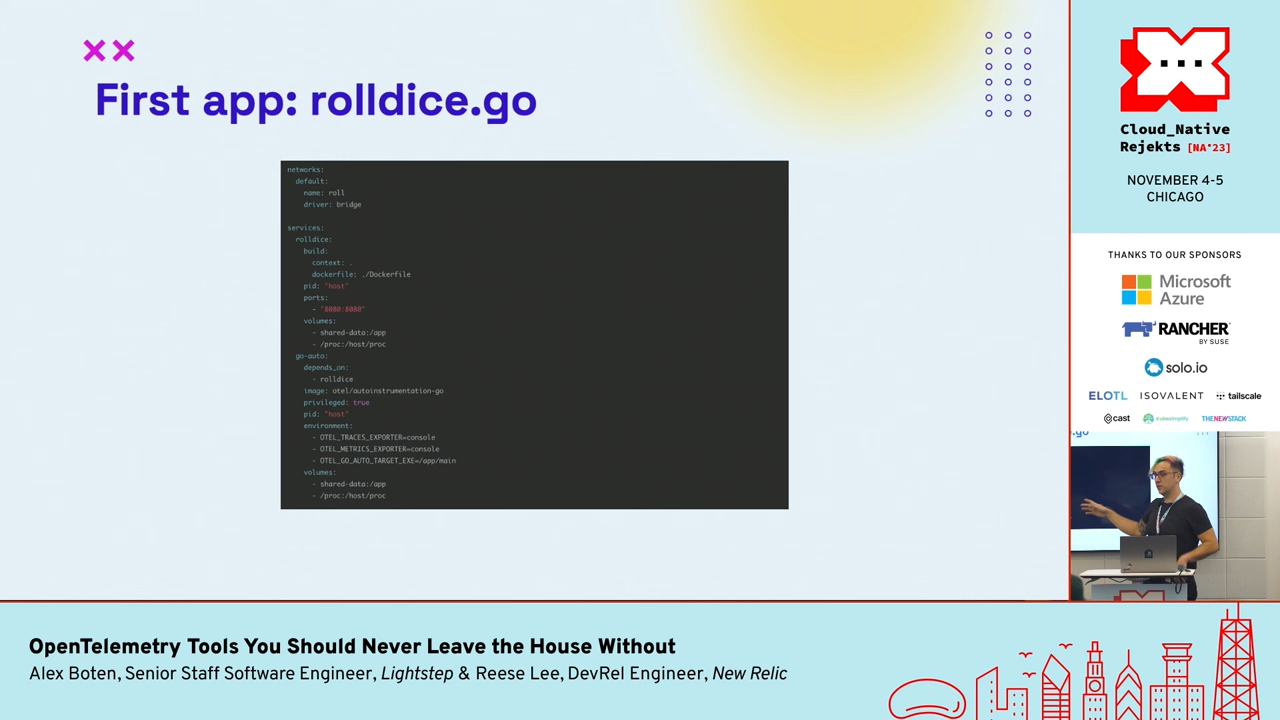 First app: rolldice.go
networks:
default:
name: roll
driver: bridge
services:
rolldice:
build:
context: .
dockerfile: ./Dockerfile
pid: "host"
ports:
- "8080:8080"
volumes:
- shared-data:/app
- /proc:/host/proc
go-auto:
depends_on:
- rolldice
image: otel/autoinstrumentation-go
privileged: true
pid: "host"
environment:
- OTEL_TRACES_EXPORTER=console
- OTEL_METRICS_EXPORTER=console
- OTEL_GO_AUTO_TARGET_EXE=/app/main
volumes:
- shared-data:/app
- /proc:/host/proc
Cloud_Native
Rejekts [NA'23]
NOVEMBER 4-5
CHICAGO
THANKS TO OUR SPONSORS
Microsoft
Azure
RANCHER
BY SUSE
solo.io
ELOTL ISOVALENT tailscale
cast kubesimplify THENEWSTACK
.go
OpenTelemetry Tools You Should Never Leave the House Without
Alex Boten, Senior Staff Software Engineer, Lightstep & Reese Lee, DevRel Engineer, New Relic